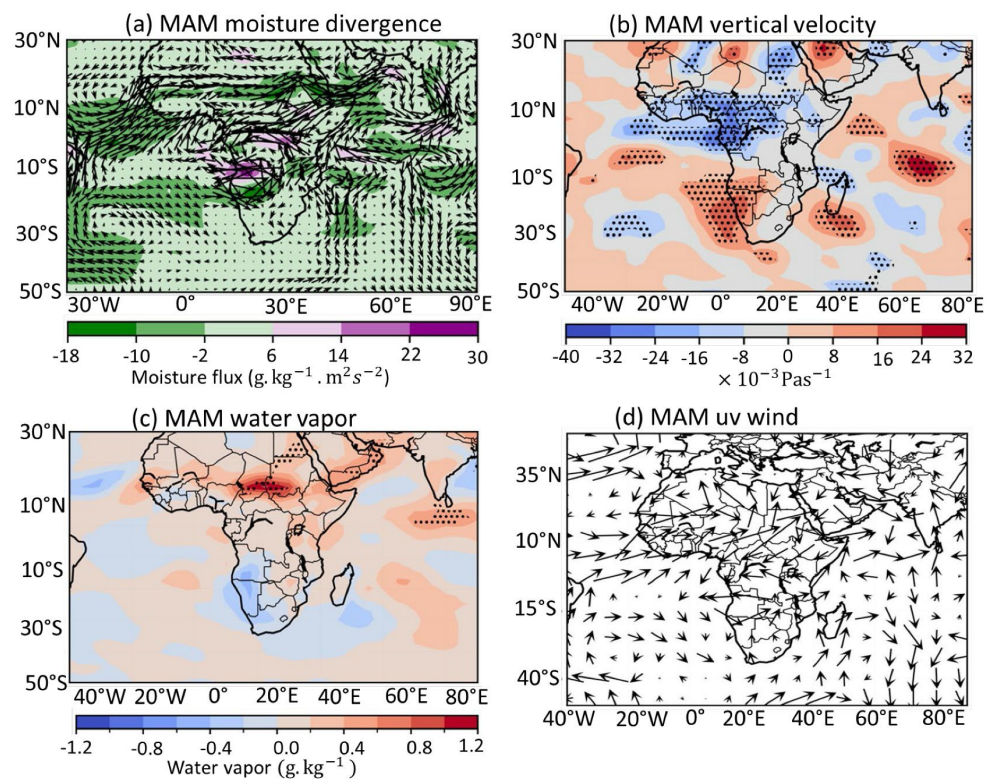 (a) MAM moisture divergence
30°N
10°N
10°S
30°S
50°S
30°W 0° 30°E 60°E 90°E
-18 -10 -2 6 14 22 30
Moisture flux (g.kg⁻¹ . m²s⁻²)
(b) MAM vertical velocity
30°N
10°N
10°S
30°S
50°S
40°W 20°W 0° 20°E 40°E 60°E 80°E
-40 -32 -24 -16 -8 0 8 16 24 32
× 10⁻³Pas⁻¹
(c) MAM water vapor
30°N
10°N
10°S
30°S
50°S
40°W 20°W 0° 20°E 40°E 60°E 80°E
-1.2 -0.8 -0.4 0.0 0.4 0.8 1.2
Water vapor (g.kg⁻¹)
(d) MAM uv wind
35°N
10°N
15°S
40°S
40°W 20°W 0° 20°E 40°E 60°E 80°E